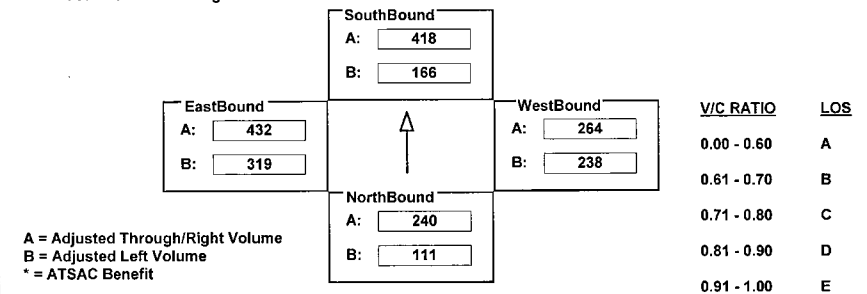 SouthBound
A: 418
B: 166
EastBound
A: 432
B: 319
WestBound
A: 264
B: 238
NorthBound
A: 240
B: 111
A = Adjusted Through/Right Volume
B = Adjusted Left Volume
* = ATSAC Benefit
V/C RATIO LOS
0.00 - 0.60 A
0.61 - 0.70 B
0.71 - 0.80 C
0.81 - 0.90 D
0.91 - 1.00 E